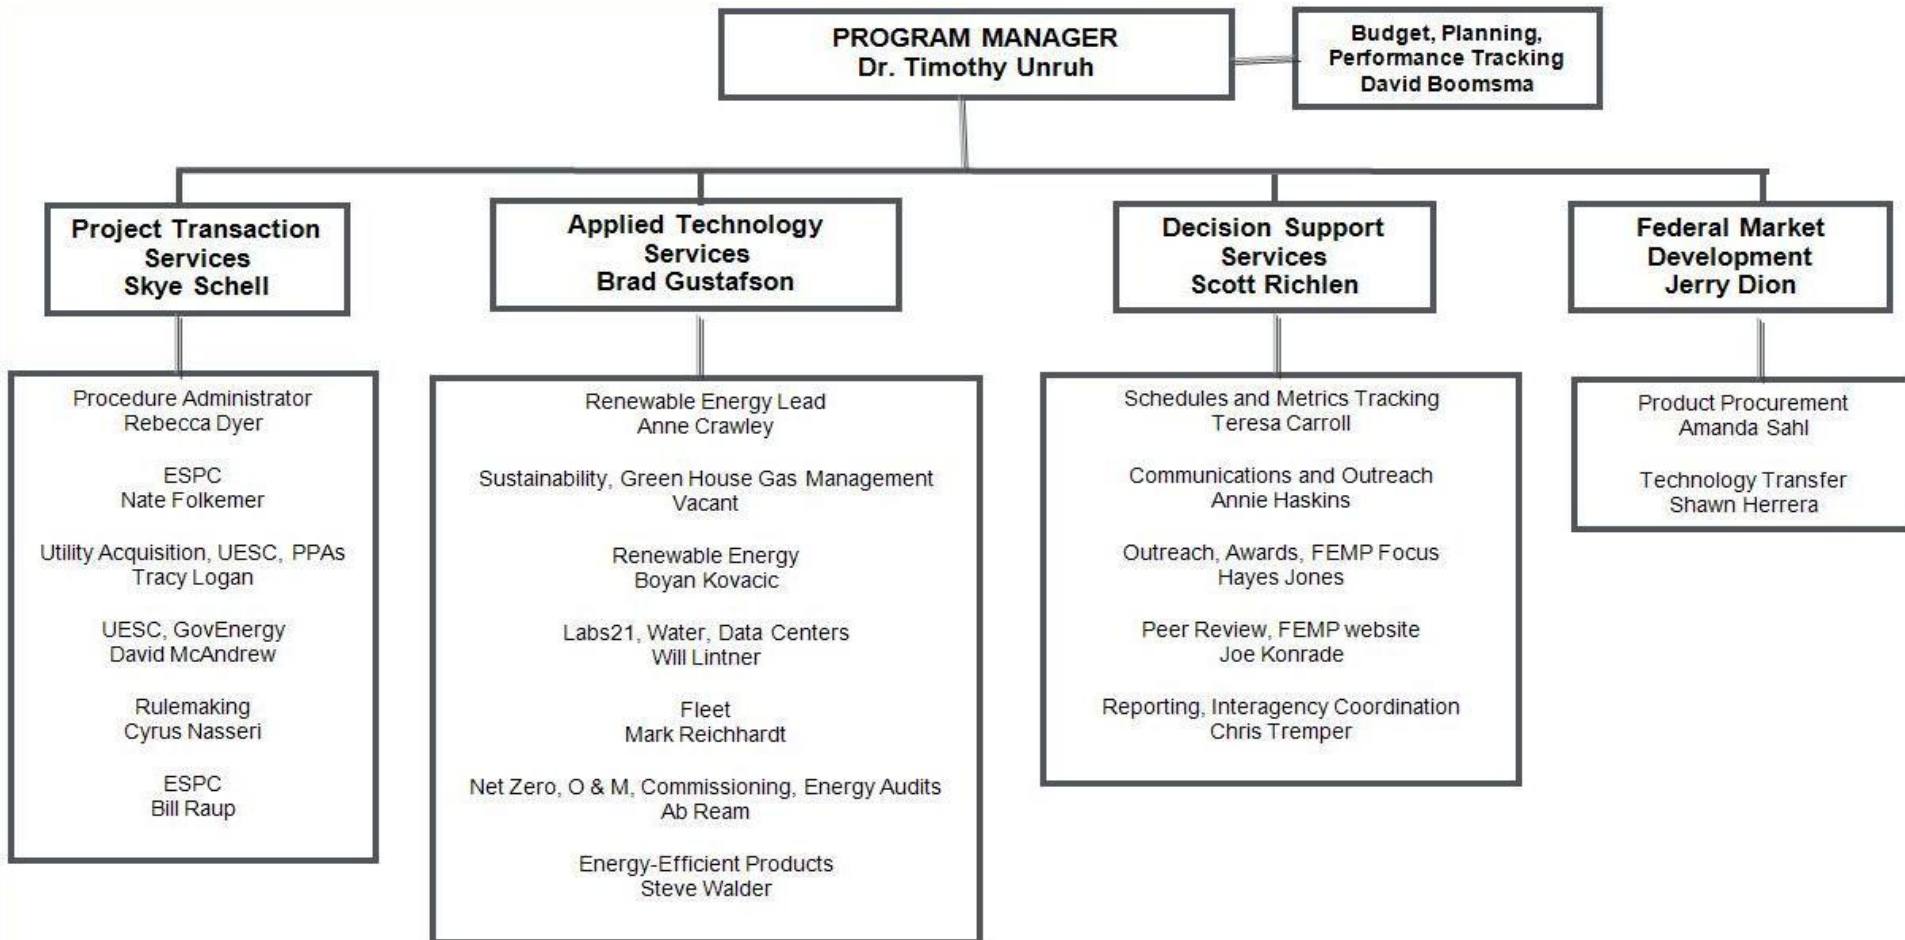 PROGRAM MANAGER
Dr. Timothy Unruh
Budget, Planning,
Performance Tracking
David Boomsma
Project Transaction
Services
Skye Schell
Applied Technology
Services
Brad Gustafson
Decision Support
Services
Scott Richlen
Federal Market
Development
Jerry Dion
Procedure Administrator
Rebecca Dyer
ESPC
Nate Folkemer
Utility Acquisition, UESC, PPAs
Tracy Logan
UESC, GovEnergy
David McAndrew
Rulemaking
Cyrus Nasseri
ESPC
Bill Raup
Renewable Energy Lead
Anne Crawley
Sustainability, Green House Gas Management
Vacant
Renewable Energy
Boyan Kovacic
Labs21, Water, Data Centers
Will Lintner
Fleet
Mark Reichhardt
Net Zero, O & M, Commissioning, Energy Audits
Ab Ream
Energy-Efficient Products
Steve Walder
Schedules and Metrics Tracking
Teresa Carroll
Communications and Outreach
Annie Haskins
Outreach, Awards, FEMP Focus
Hayes Jones
Peer Review, FEMP website
Joe Konrade
Reporting, Interagency Coordination
Chris Tremper
Product Procurement
Amanda Sahl
Technology Transfer
Shawn Herrera